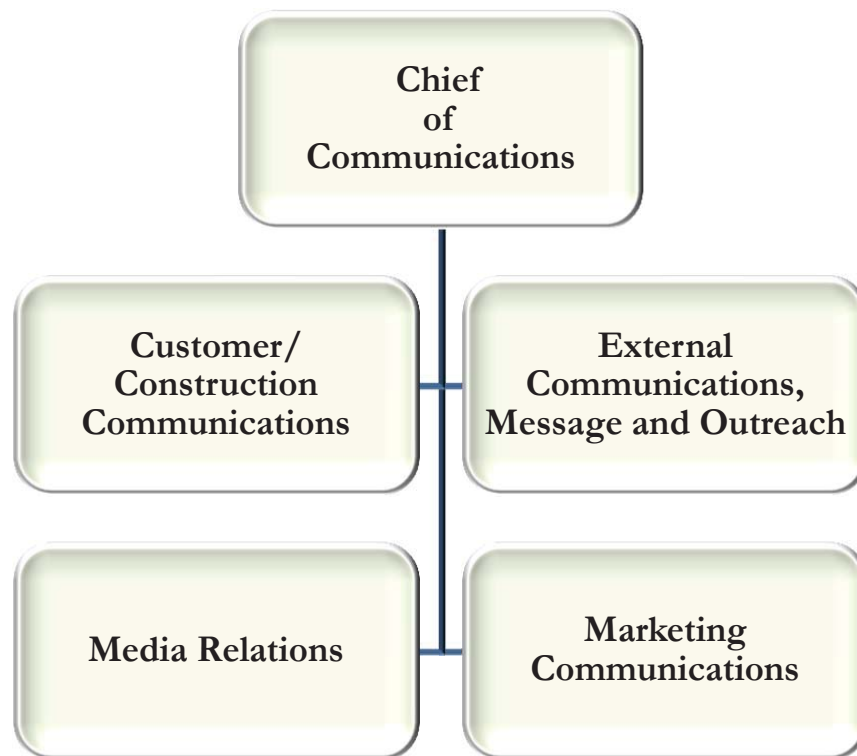 Chief
of
Communications
Customer/
Construction
Communications
External
Communications,
Message and Outreach
Media Relations
Marketing
Communications